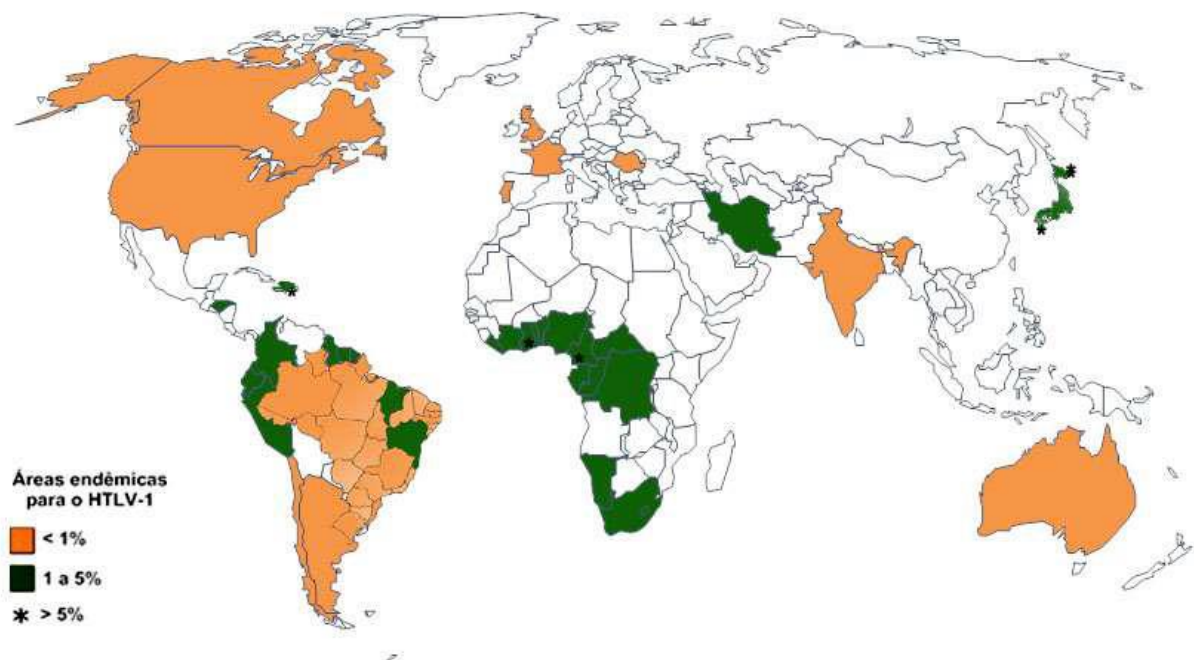 Áreas endêmicas
para o HTLV-1
< 1%
1 a 5%
* > 5%